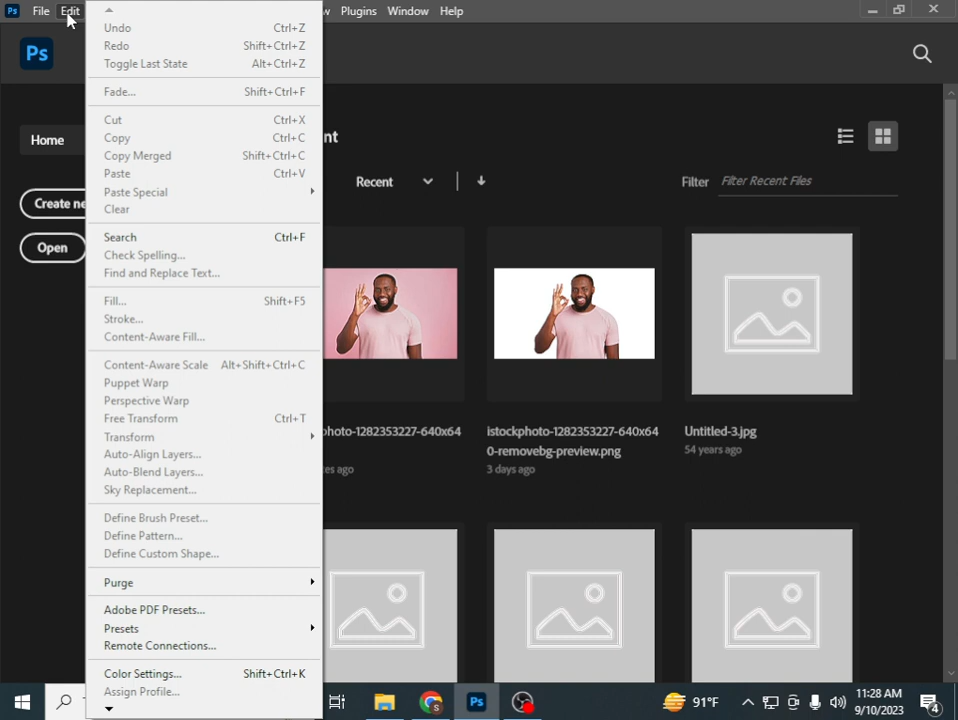 Ps File Edit w Plugins Window Help
Ps
Undo Ctrl+Z
Redo Shift+Ctrl+Z
Toggle Last State Alt+Ctrl+Z
Fade... Shift+Ctrl+F
Cut Ctrl+X
Copy Ctrl+C
Copy Merged Shift+Ctrl+C
Paste Ctrl+V
Paste Special
Clear
Search Ctrl+F
Check Spelling...
Find and Replace Text...
Fill... Shift+F5
Stroke...
Content-Aware Fill...
Content-Aware Scale Alt+Shift+Ctrl+C
Puppet Warp
Perspective Warp
Free Transform Ctrl+T
Transform
Auto-Align Layers...
Auto-Blend Layers...
Sky Replacement...
Define Brush Preset...
Define Pattern...
Define Custom Shape...
Purge
Adobe PDF Presets...
Presets
Remote Connections...
Color Settings... Shift+Ctrl+K
Assign Profile...
Home
Create ne
Open
nt
Recent
Filter Filter Recent Files
photo-1282353227-640x64
tes ago
istockphoto-1282353227-640x64
0-removebg-preview.png
3 days ago
Untitled-3.jpg
54 years ago
Ps
91°F
11:28 AM
9/10/2023
4